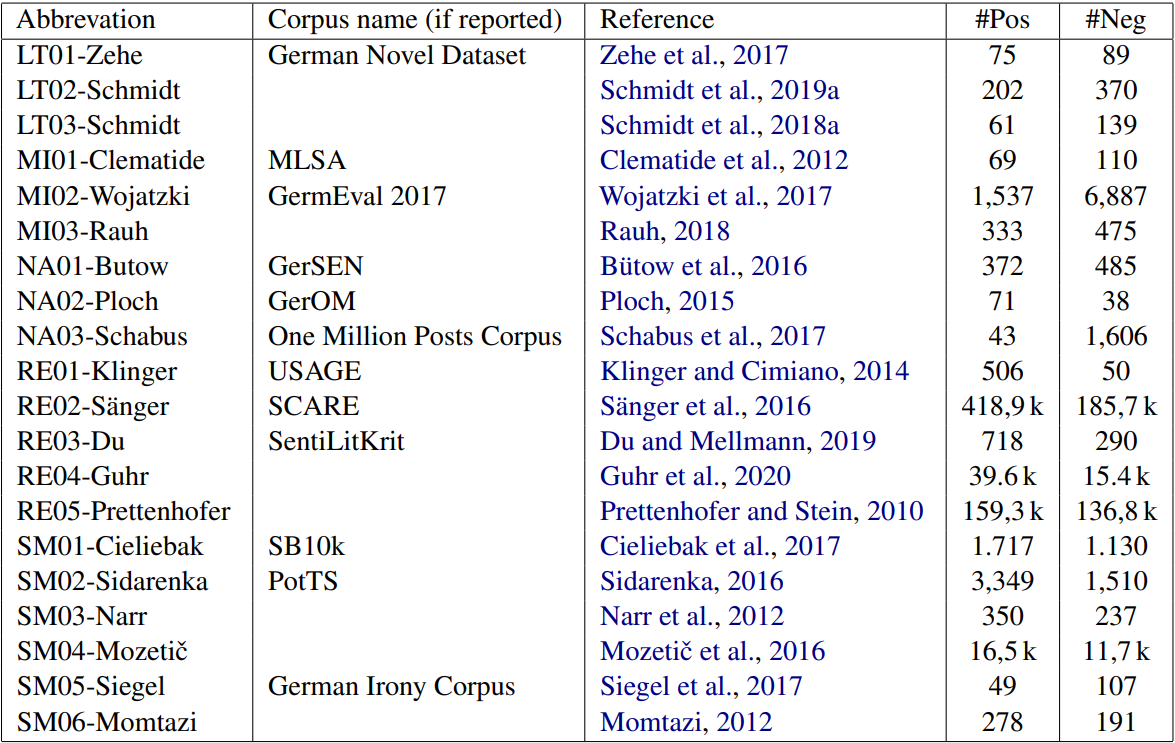 Abbrevation Corpus name (if reported) Reference #Pos #Neg
LT01-Zehe German Novel Dataset Zehe et al., 2017 75 89
LT02-Schmidt Schmidt et al., 2019a 202 370
LT03-Schmidt Schmidt et al., 2018a 61 139
MI01-Clematide MLSA Clematide et al., 2012 69 110
MI02-Wojatzki GermEval 2017 Wojatzki et al., 2017 1,537 6,887
MI03-Rauh Rauh, 2018 333 475
NA01-Butow GerSEN Bütow et al., 2016 372 485
NA02-Ploch GerOM Ploch, 2015 71 38
NA03-Schabus One Million Posts Corpus Schabus et al., 2017 43 1,606
RE01-Klinger USAGE Klinger and Cimiano, 2014 506 50
RE02-Sänger SCARE Sänger et al., 2016 418,9 k 185,7 k
RE03-Du SentiLitKrit Du and Mellmann, 2019 718 290
RE04-Guhr Guhr et al., 2020 39.6 k 15.4 k
RE05-Prettenhofer Prettenhofer and Stein, 2010 159,3 k 136,8 k
SM01-Cieliebak SB10k Cieliebak et al., 2017 1.717 1.130
SM02-Sidarenka PotTS Sidarenka, 2016 3,349 1,510
SM03-Narr Narr et al., 2012 350 237
SM04-Mozetič Mozetič et al., 2016 16,5 k 11,7 k
SM05-Siegel German Irony Corpus Siegel et al., 2017 49 107
SM06-Momtazi Momtazi, 2012 278 191